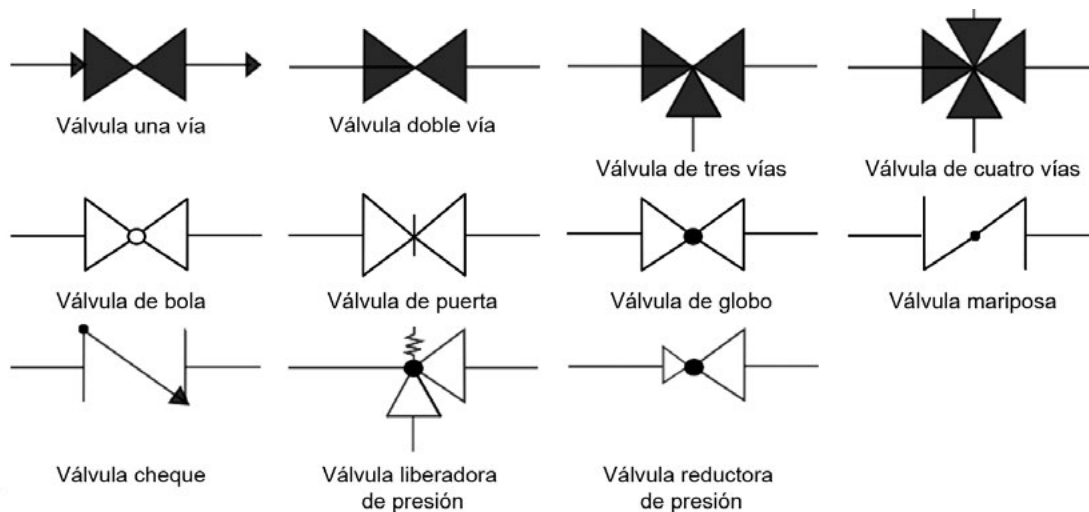 Válvula una vía
Válvula doble vía
Válvula de tres vías
Válvula de cuatro vías
Válvula de bola
Válvula de puerta
Válvula de globo
Válvula mariposa
Válvula cheque
Válvula liberadora
de presión
Válvula reductora
de presión